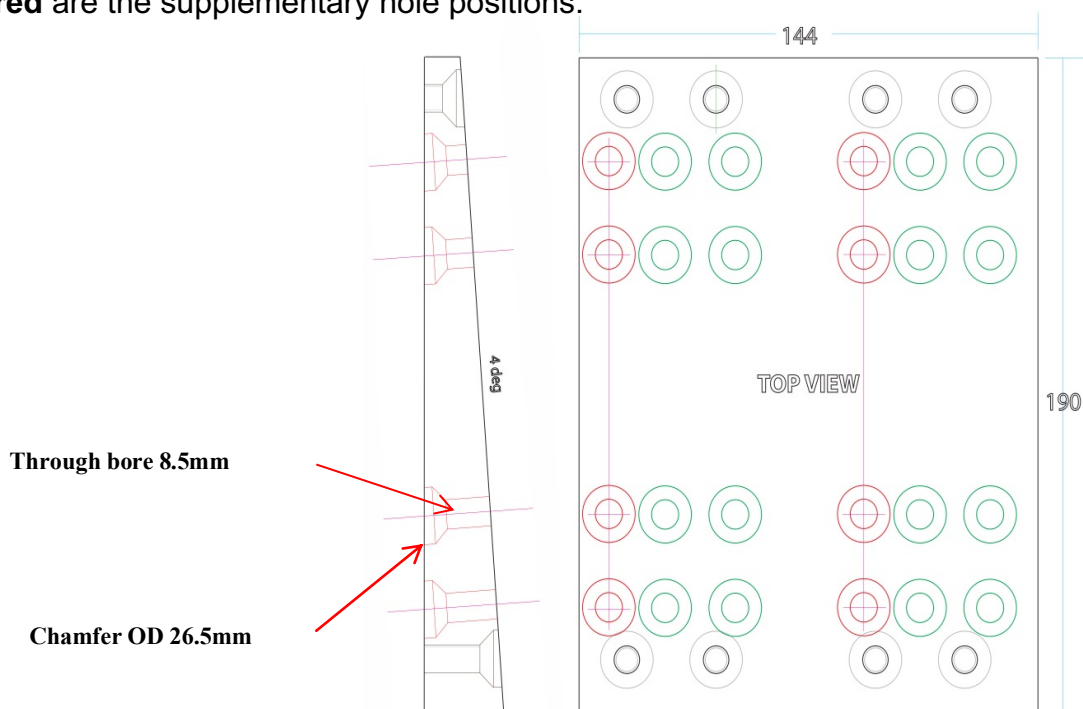 red are the supplementary hole positions.
144
4 deg
TOP VIEW
190
Through bore 8.5mm
Chamfer OD 26.5mm